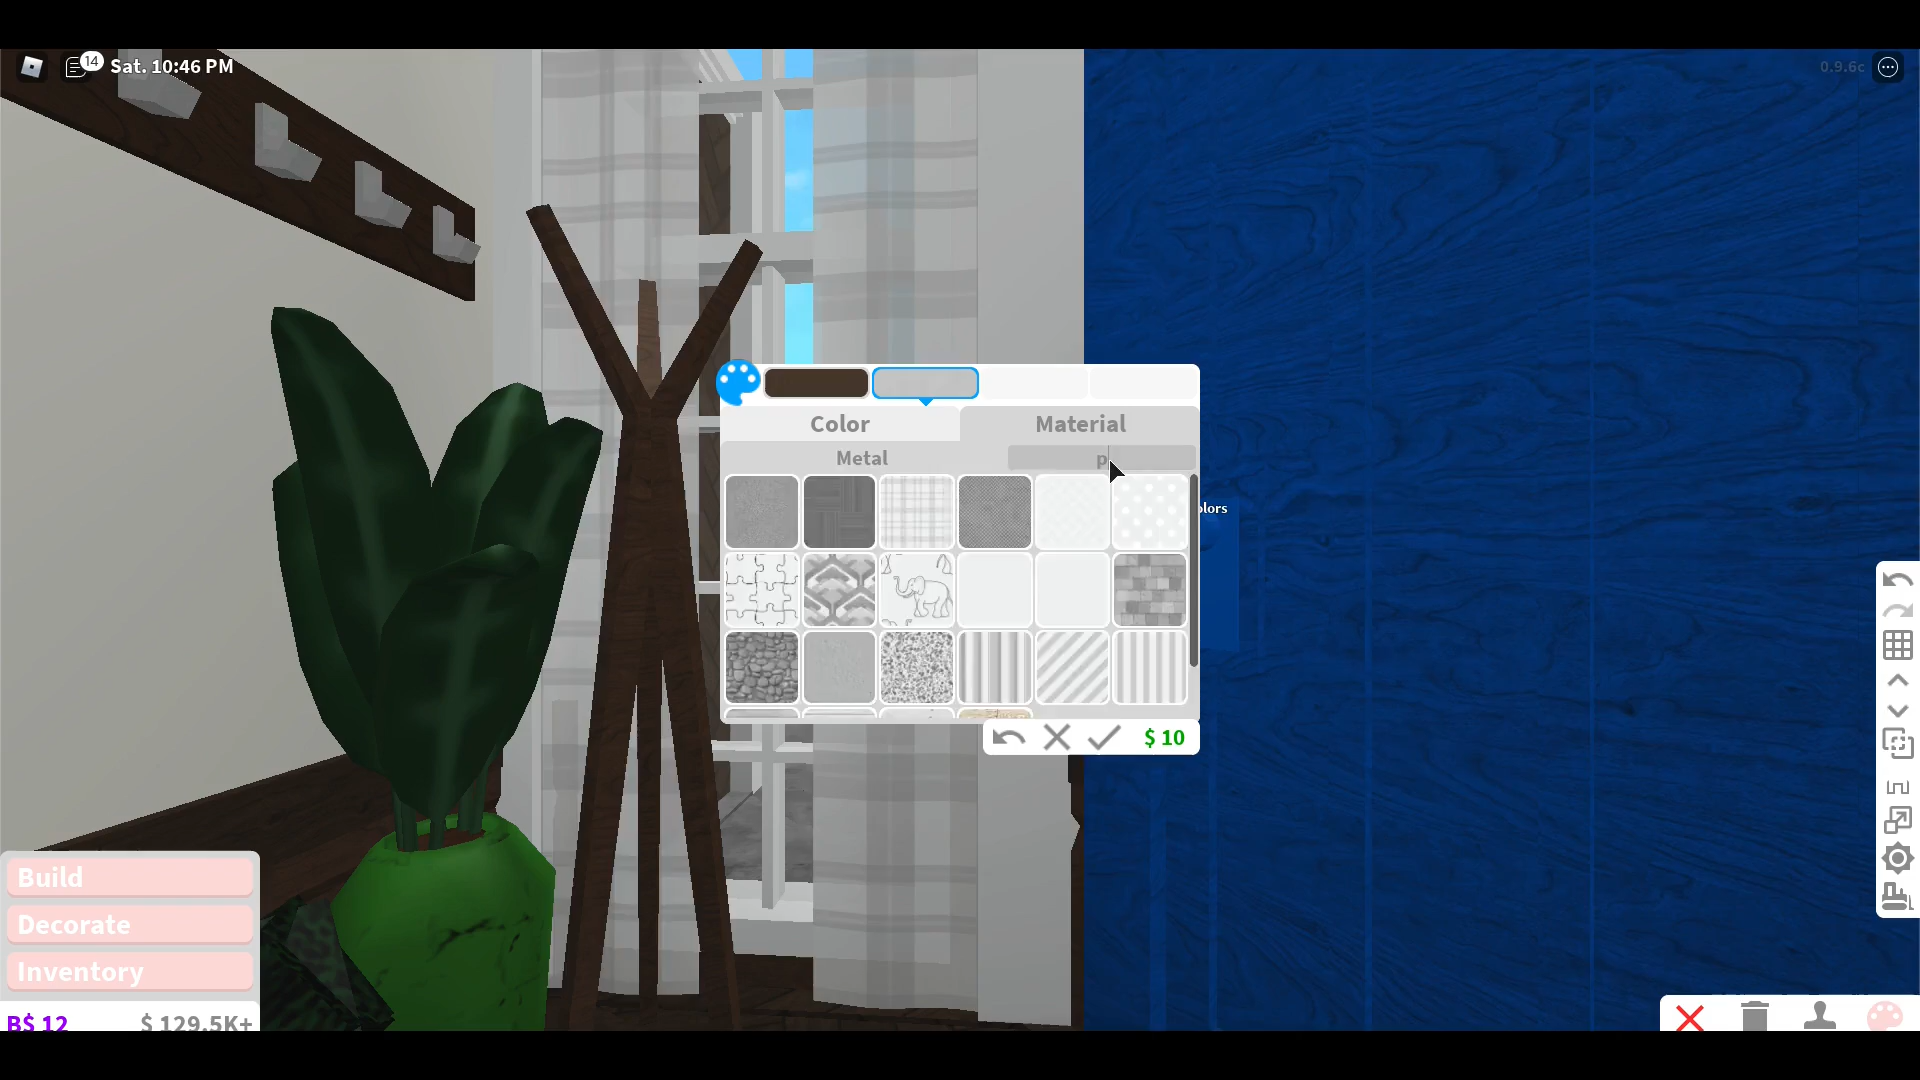 14
Sat. 10:46 PM
0.9.6c
Color
Material
Metal
p
lors
$ 10
Build
Decorate
Inventory
B$ 12
$ 129.5K+